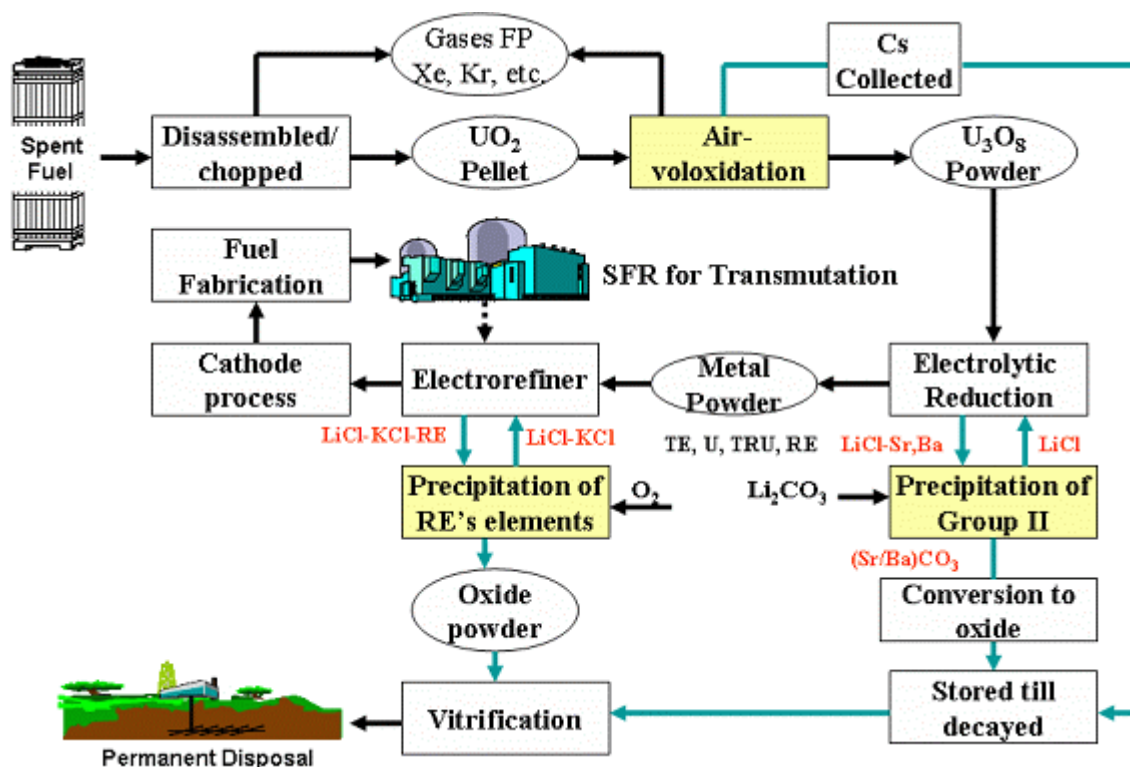 Gases FP
Xe, Kr, etc.
Cs
Collected
Spent
Fuel
Disassembled/
chopped
UO₂
Pellet
Air-
voloxidation
U₃O₈
Powder
Fuel
Fabrication
SFR for Transmutation
Cathode
process
Electrorefiner
Metal
Powder
Electrolytic
Reduction
LiCl-KCl-RE
LiCl-KCl
TE, U, TRU, RE
LiCl-Sr,Ba
LiCl
Precipitation of
RE's elements
O₂
Li₂CO₃
Precipitation of
Group II
(Sr/Ba)CO₃
Oxide
powder
Conversion to
oxide
Vitrification
Stored till
decayed
Permanent Disposal